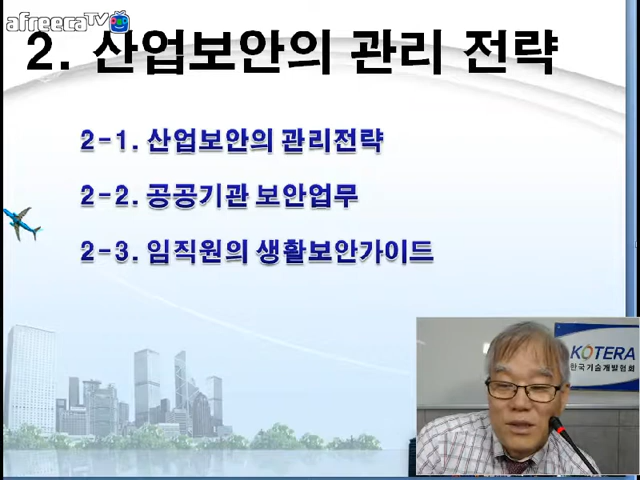 afreecaTV
2. 산업보안의 관리 전략
2-1. 산업보안의 관리전략
2-2. 공공기관 보안업무
2-3. 임직원의 생활보안가이드
KOTERA
한국기술개발협회